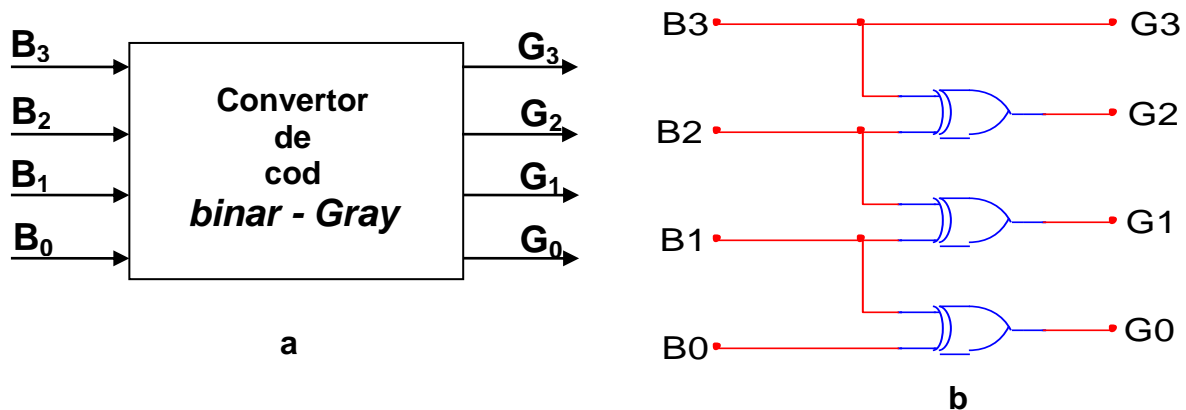 B₃
B₂
B₁
B₀
Convertor
de
cod
binar - Gray
G₃
G₂
G₁
G₀
a
B3
B2
B1
B0
G3
G2
G1
G0
b